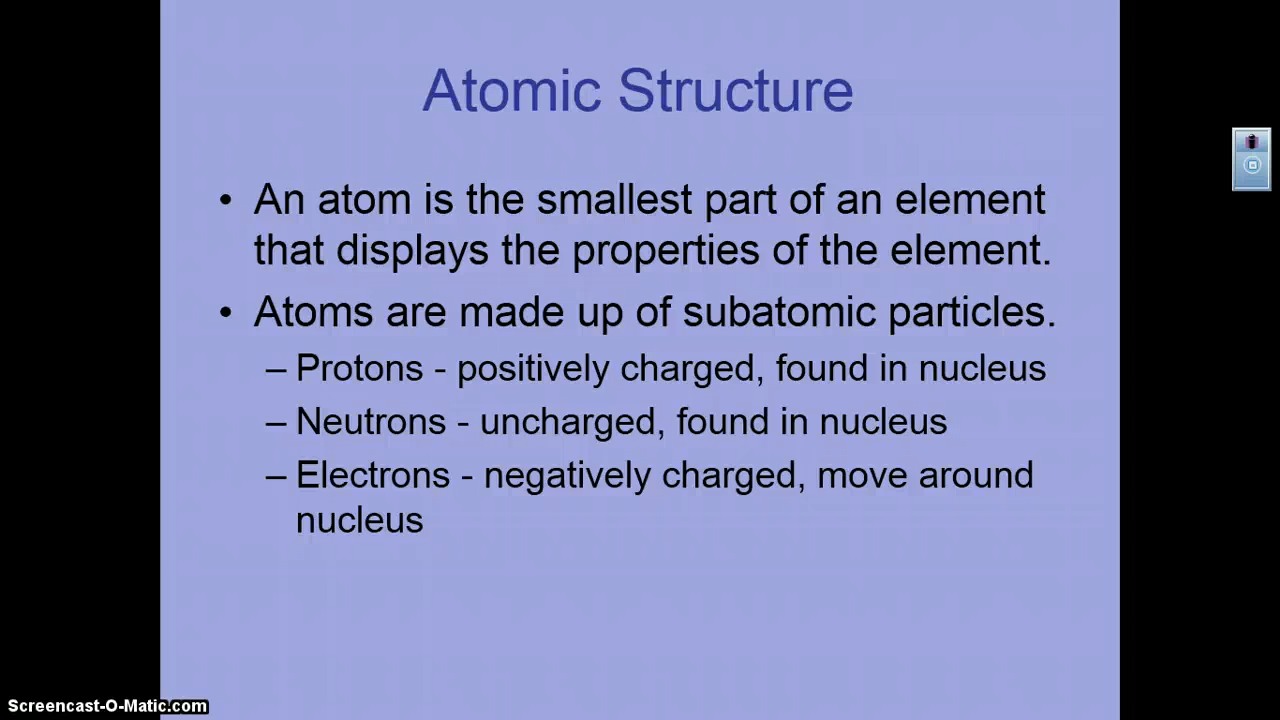 Atomic Structure
• An atom is the smallest part of an element
that displays the properties of the element.
• Atoms are made up of subatomic particles.
– Protons - positively charged, found in nucleus
– Neutrons - uncharged, found in nucleus
– Electrons - negatively charged, move around
nucleus
Screencast-O-Matic.com